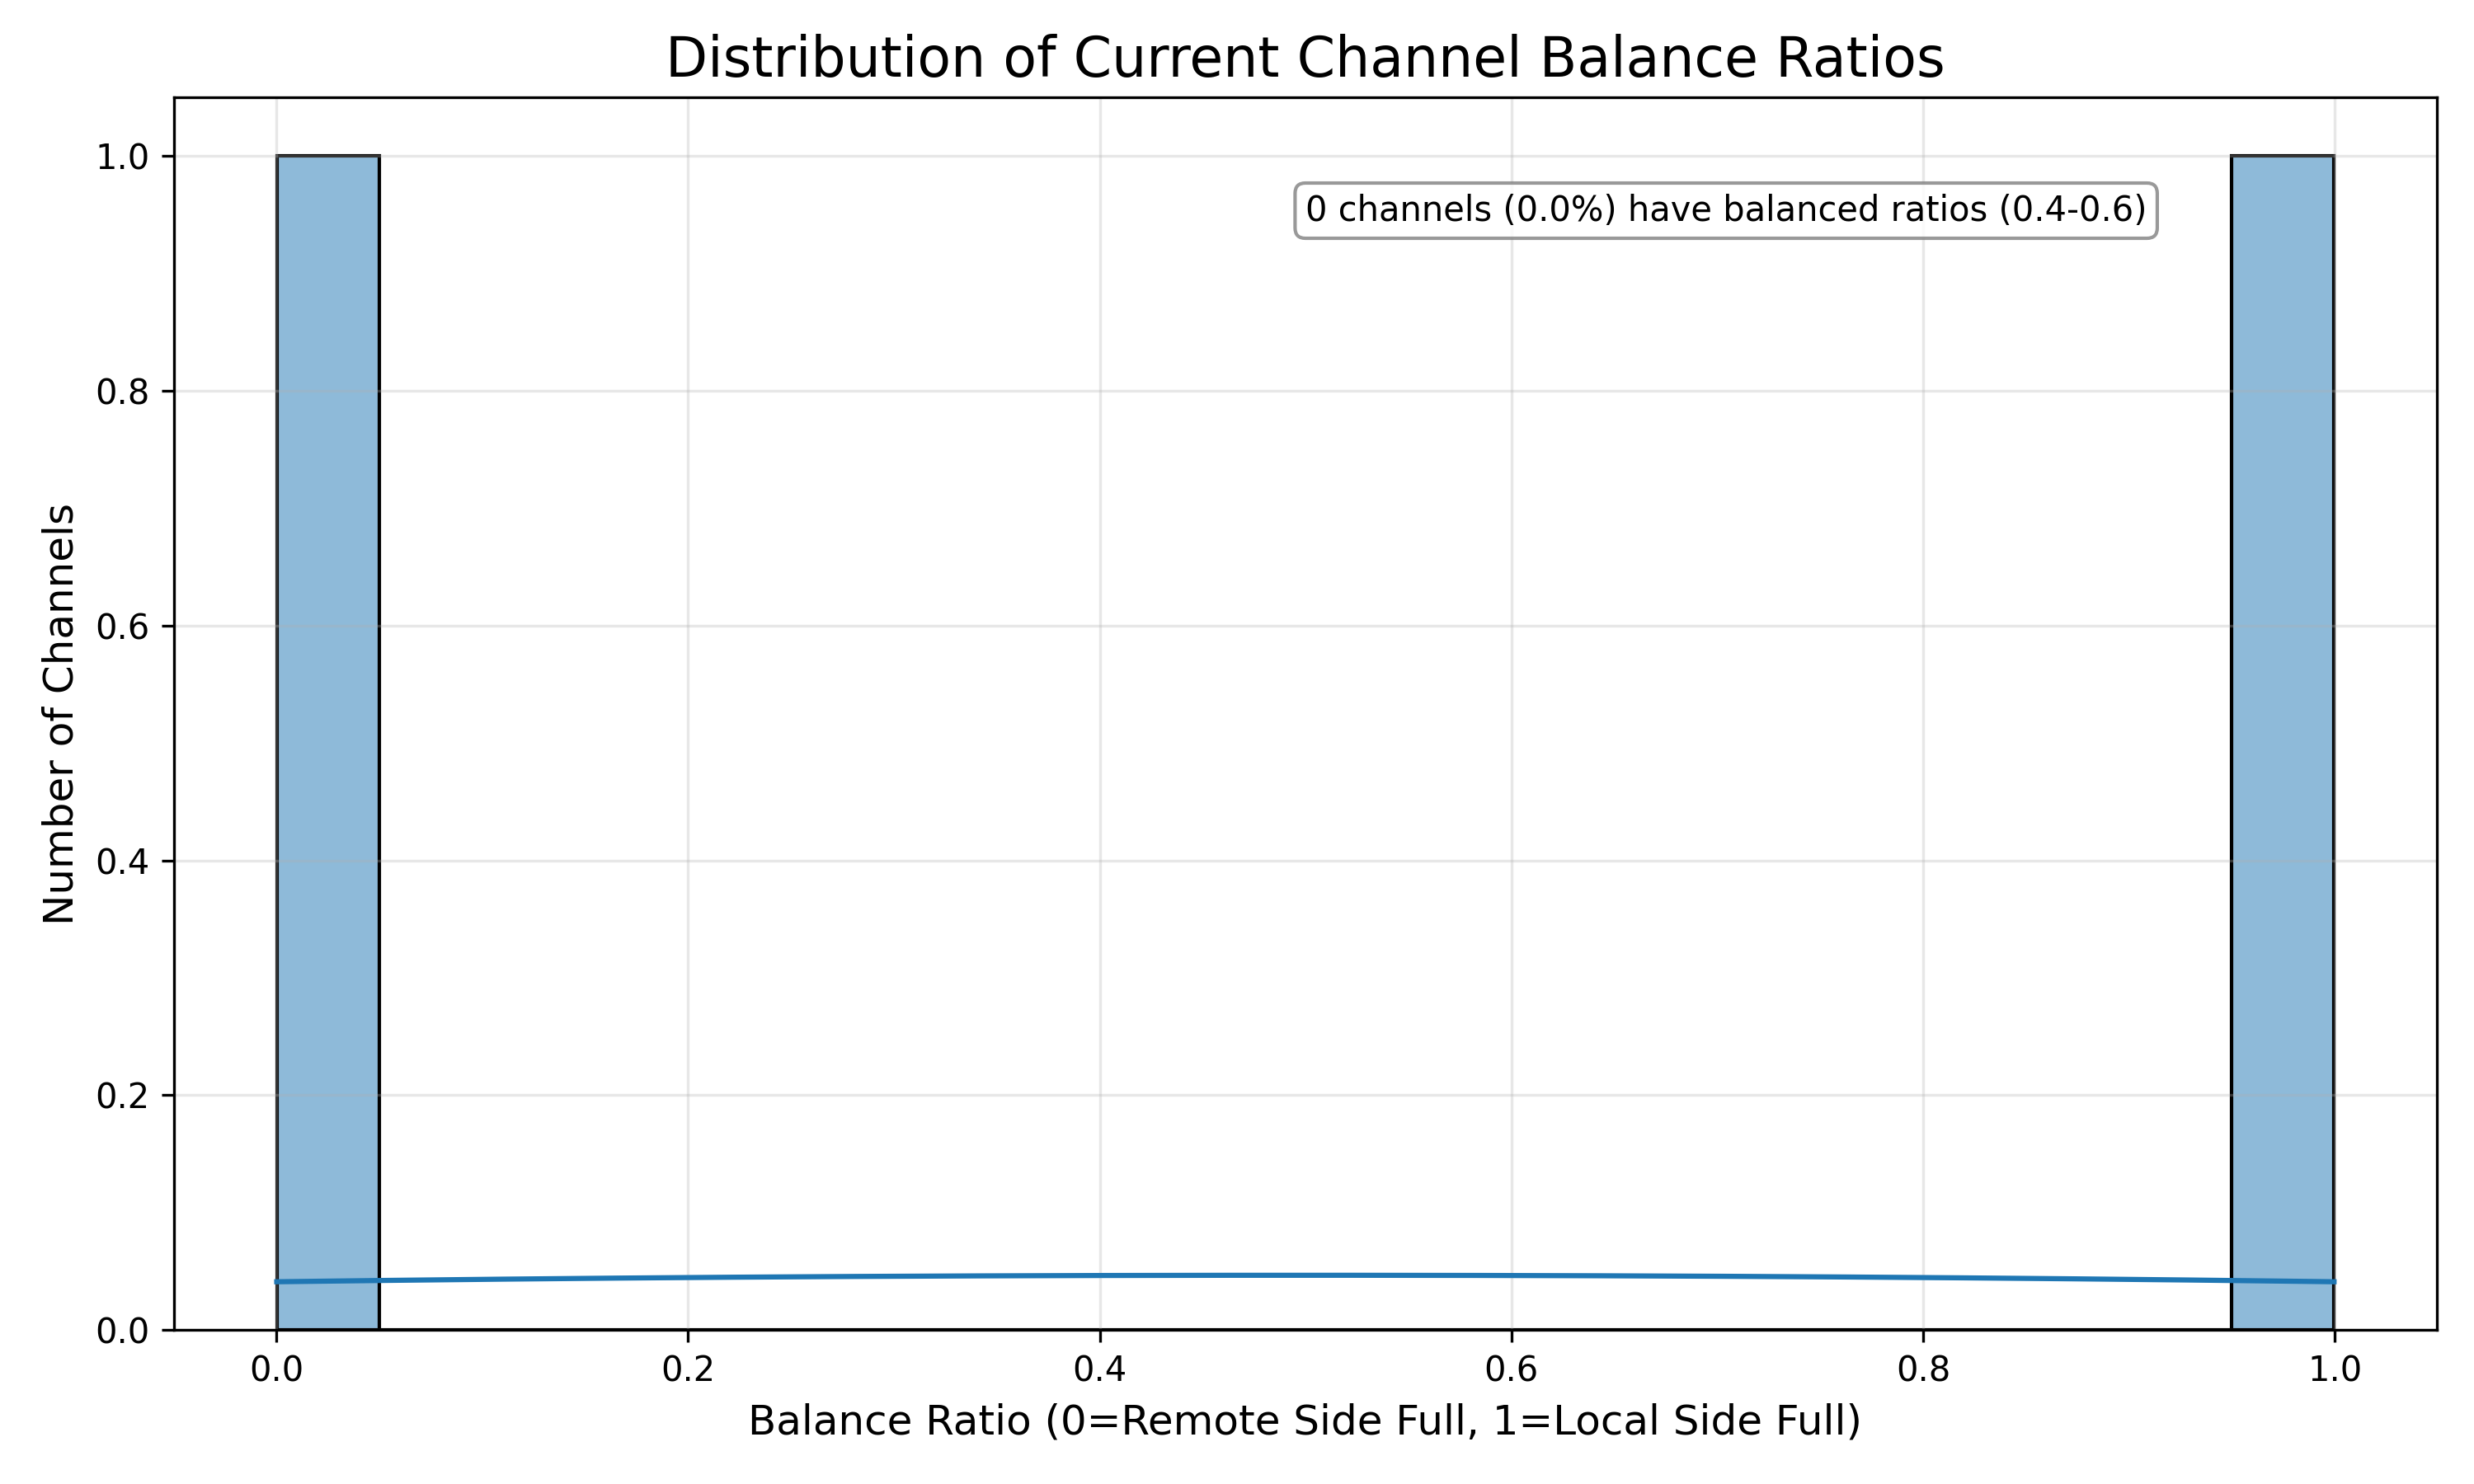 Distribution of Current Channel Balance Ratios
1.0
0 channels (0.0%) have balanced ratios (0.4-0.6)
0.8
0.6
Number of Channels
0.4
0.2
0.0
0.0 0.2 0.4 0.6 0.8 1.0
Balance Ratio (0=Remote Side Full, 1=Local Side Full)